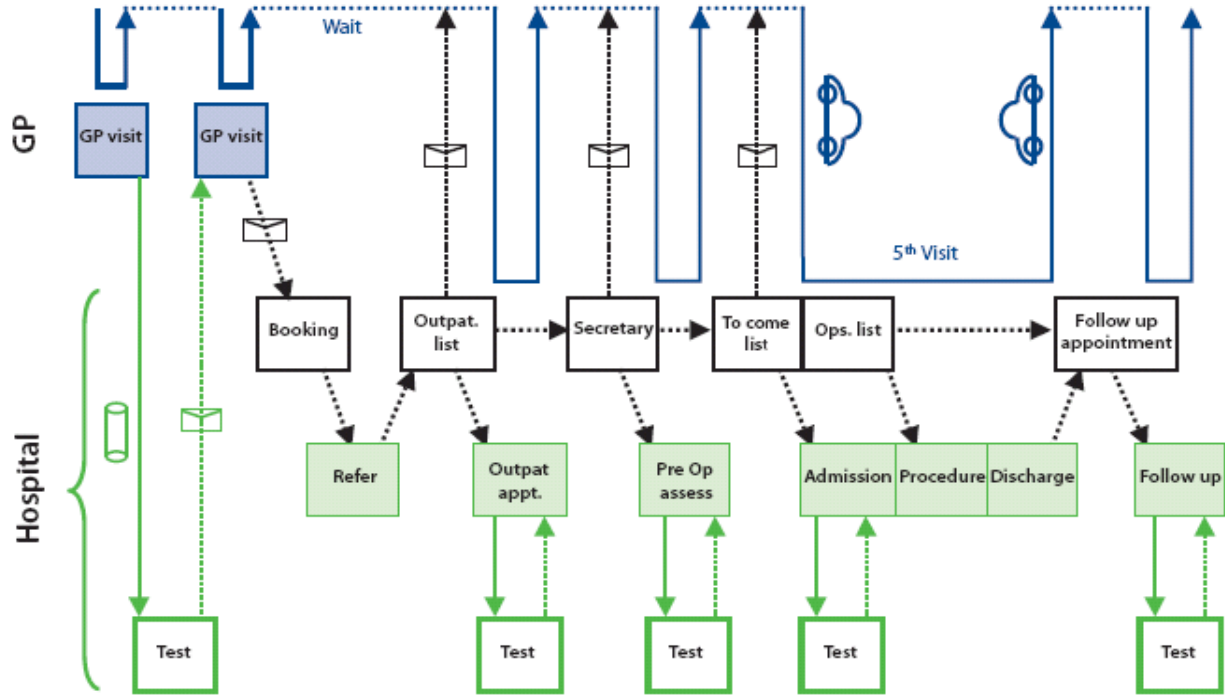 Wait
GP
GP visit
GP visit
5th Visit
Hospital
Booking
Outpat.
list
Secretary
To come
list
Ops. list
Follow up
appointment
Refer
Outpat
appt.
Pre Op
assess
Admission
Procedure
Discharge
Follow up
Test
Test
Test
Test
Test